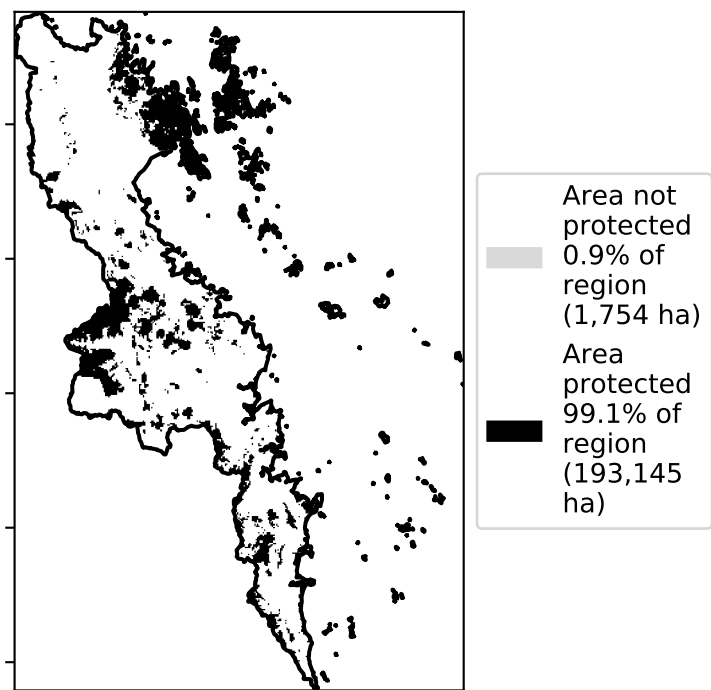 Area not
protected
0.9% of
region
(1,754 ha)
Area
protected
99.1% of
region
(193,145
ha)